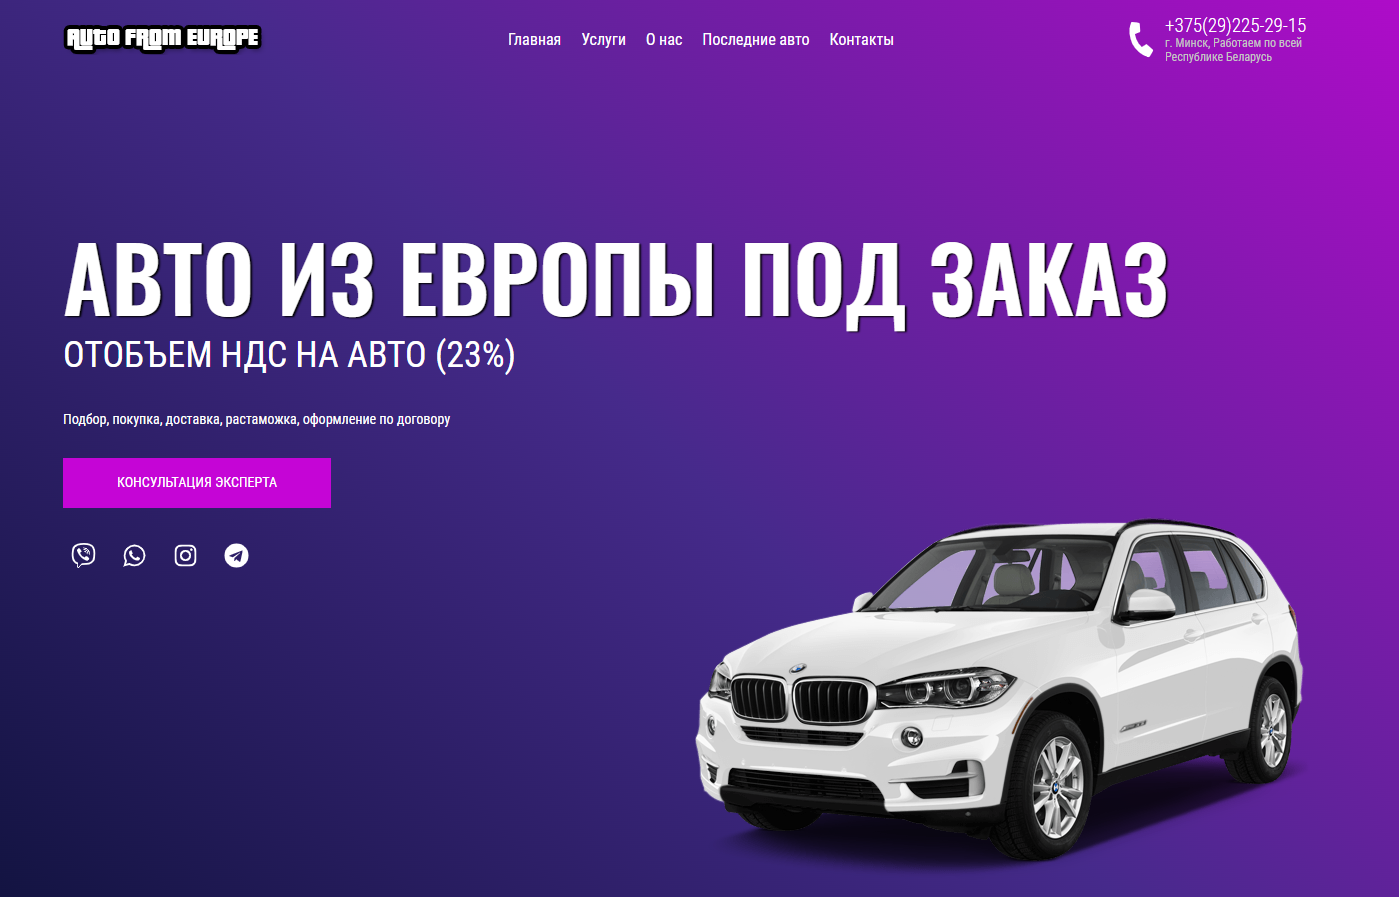 AUTO FROM EUROPE
Главная Услуги О нас Последние авто Контакты
+375(29)225-29-15
г. Минск, Работаем по всей
Республике Беларусь
АВТО ИЗ ЕВРОПЫ ПОД ЗАКАЗ
ОТОБЪЕМ НДС НА АВТО (23%)
Подбор, покупка, доставка, растаможка, оформление по договору
КОНСУЛЬТАЦИЯ ЭКСПЕРТА